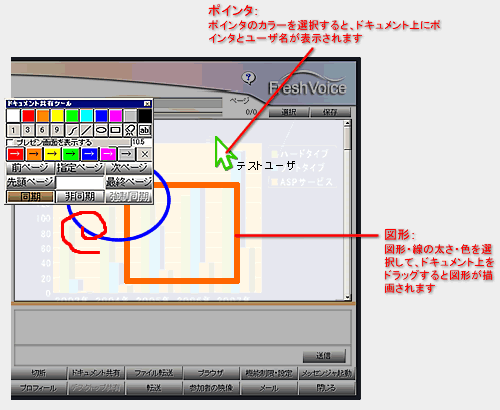 ポインタ：
ポインタのカラーを選択すると、ドキュメント上にポ
インタとユーザ名が表示されます
FreshVoice
ページ
0/0
選択
保存
ドキュメント共有ツール
1 3 6 9
ab
プレゼン画面を表示する
10.5
前ページ 指定ページ 次ページ
先頭ページ 最終ページ
同期 非同期 強制同期
テストユーザ
ハードタイプ
ASPサービス
図形：
図形・線の太さ・色を選
択して、ドキュメント上を
ドラッグすると図形が描
画されます
100
80
60
40
20
0
送信
切断 ドキュメント共有 ファイル転送 ブラウザ 機能制限・設定 メッセンジャ起動
プロフィール デスクトップ共有 転送 参加者の映像 メール 閉じる